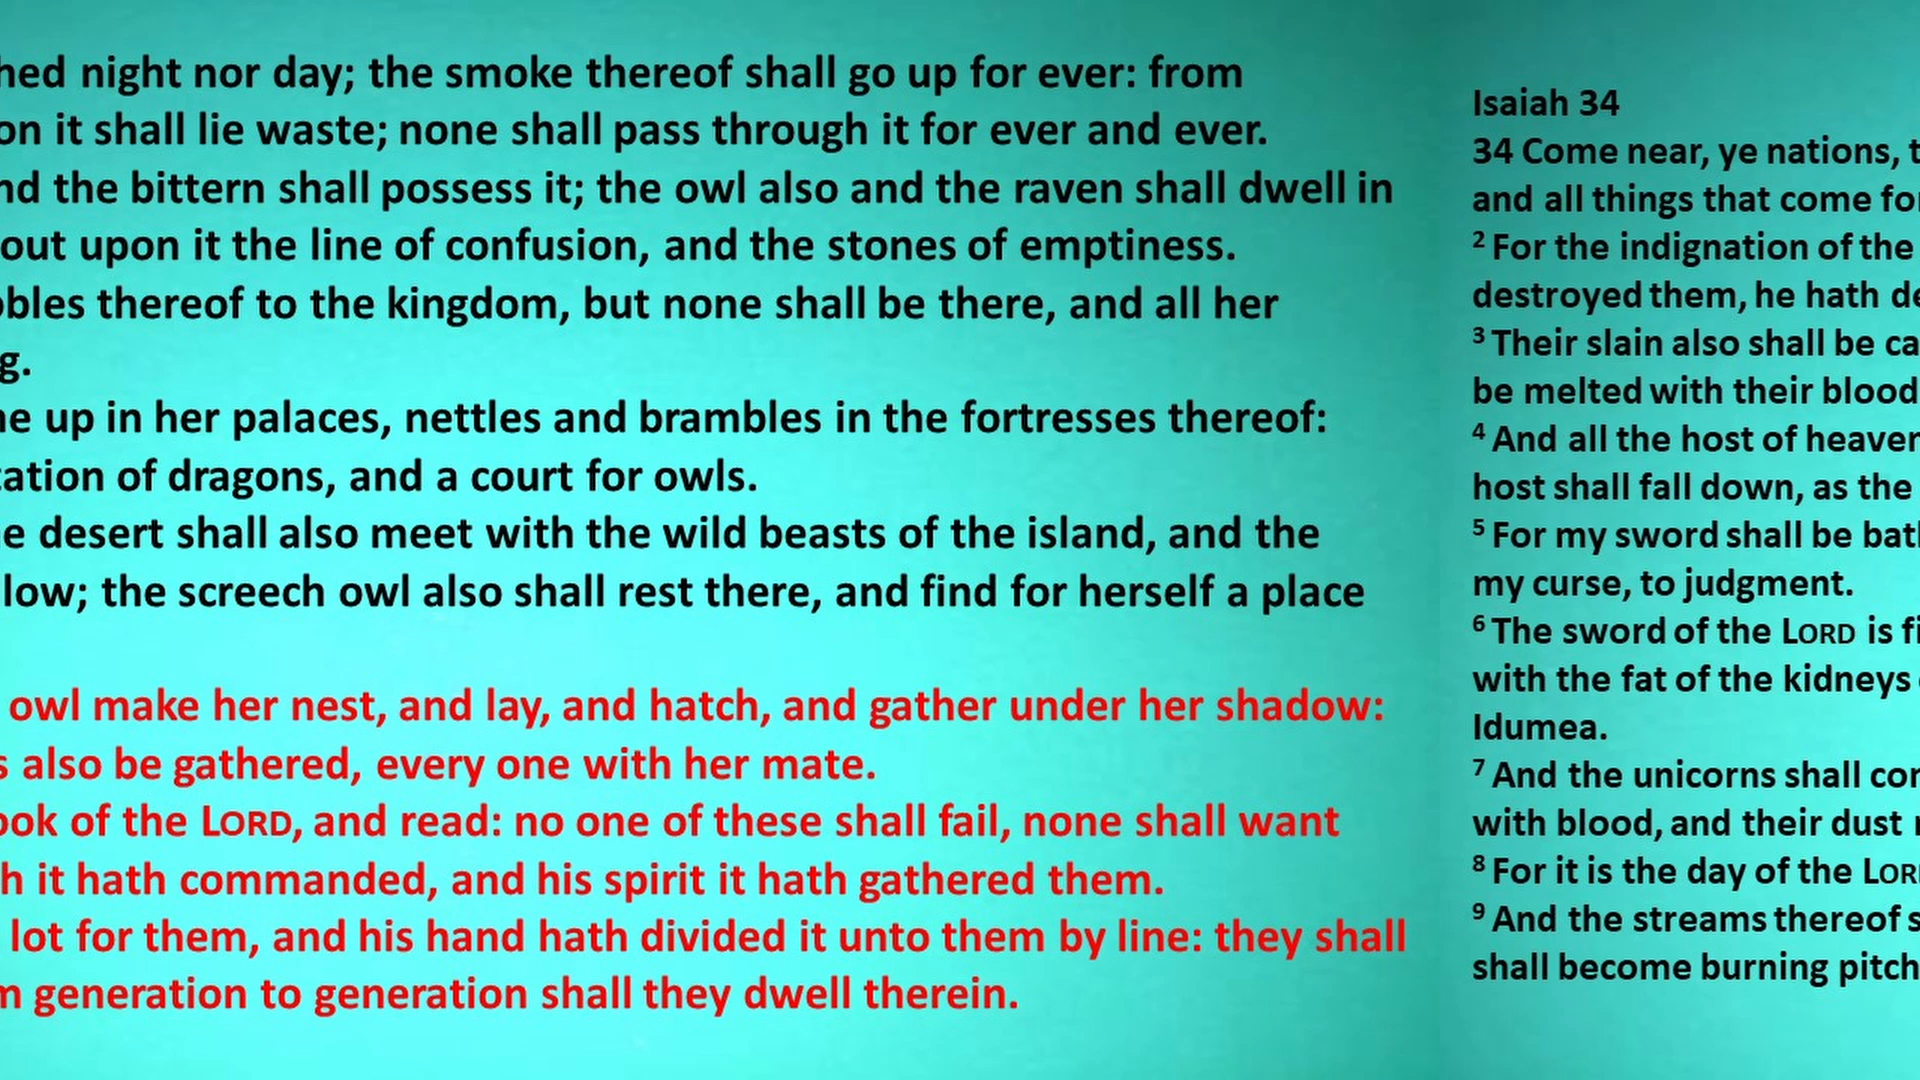 hed night nor day; the smoke thereof shall go up for ever: from
on it shall lie waste; none shall pass through it for ever and ever.
nd the bittern shall possess it; the owl also and the raven shall dwell in
out upon it the line of confusion, and the stones of emptiness.
bles thereof to the kingdom, but none shall be there, and all her
g.
e up in her palaces, nettles and brambles in the fortresses thereof:
tation of dragons, and a court for owls.
e desert shall also meet with the wild beasts of the island, and the
low; the screech owl also shall rest there, and find for herself a place
owl make her nest, and lay, and hatch, and gather under her shadow:
s also be gathered, every one with her mate.
ook of the LORD, and read: no one of these shall fail, none shall want
h it hath commanded, and his spirit it hath gathered them.
lot for them, and his hand hath divided it unto them by line: they shall
m generation to generation shall they dwell therein.
Isaiah 34
34 Come near, ye nations, t
and all things that come for
2 For the indignation of the
destroyed them, he hath de
3 Their slain also shall be ca
be melted with their blood
4 And all the host of heaven
host shall fall down, as the
5 For my sword shall be bat
my curse, to judgment.
6 The sword of the LORD is fi
with the fat of the kidneys
Idumea.
7 And the unicorns shall con
with blood, and their dust
8 For it is the day of the LORD
9 And the streams thereof s
shall become burning pitch